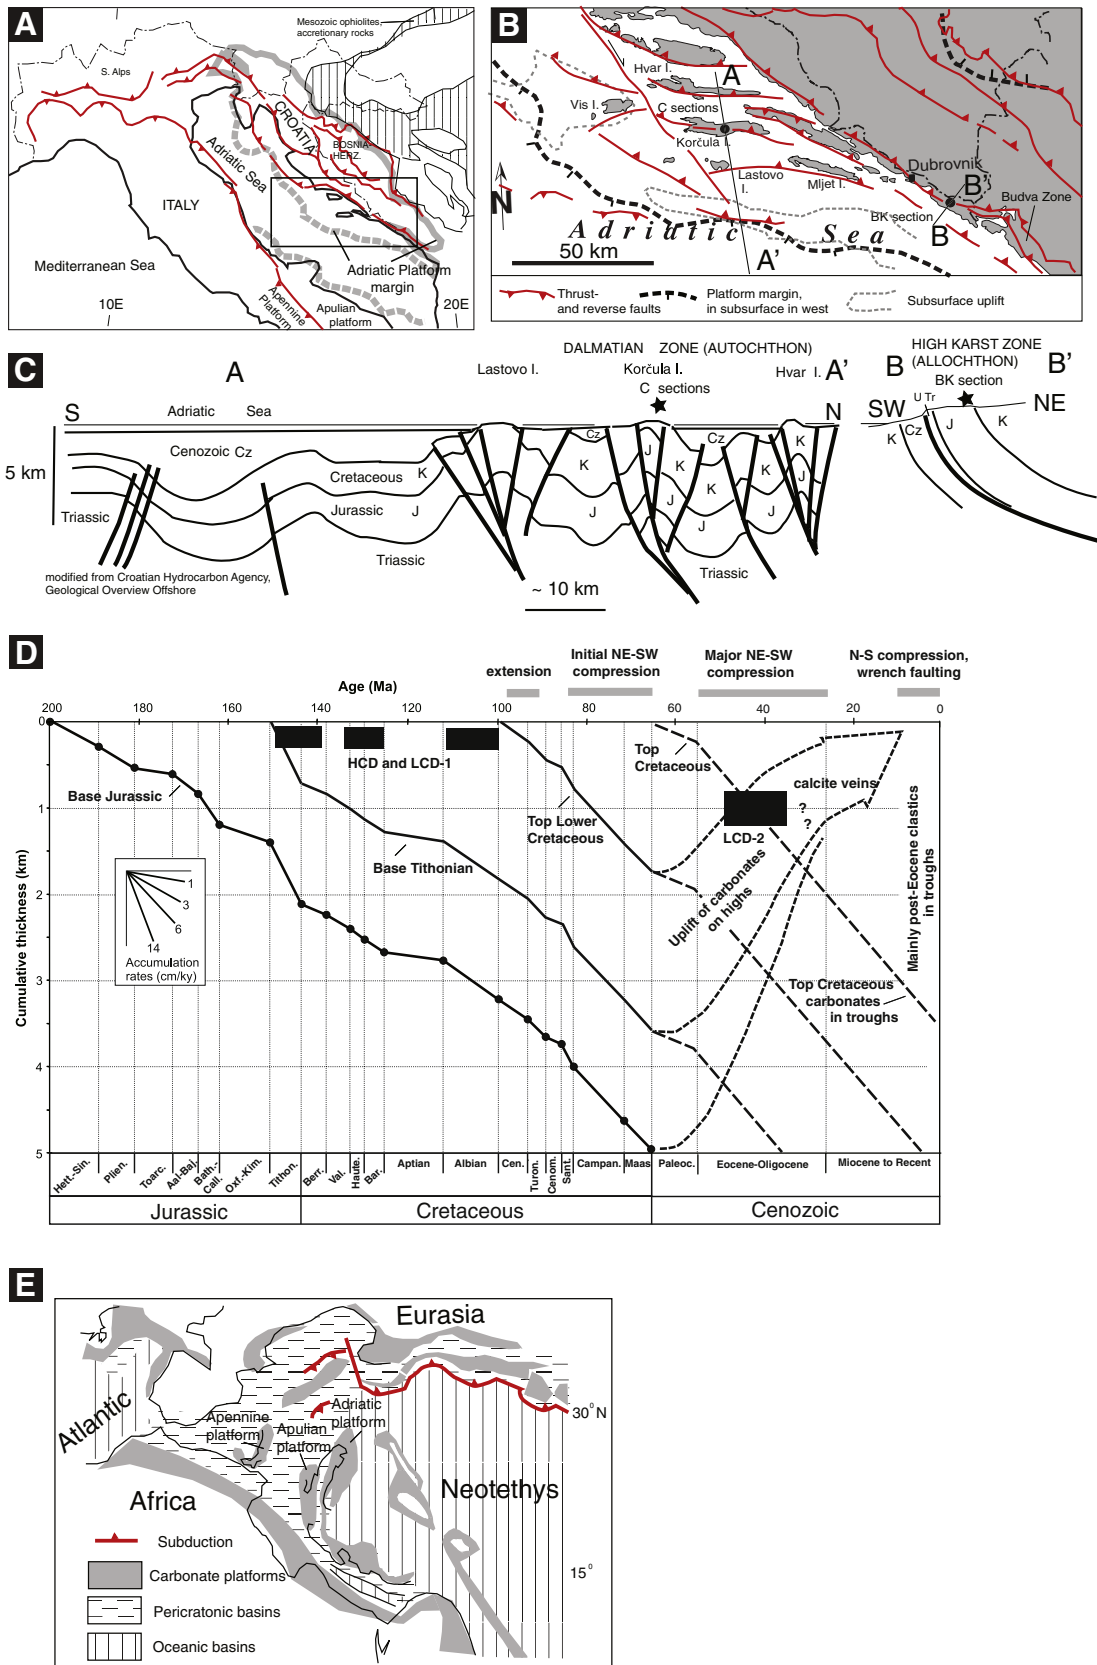 A
Mesozoic ophiolites,
accretionary rocks
S. Alps
CROATIA
BOSNIA-
HERZ.
Adriatic Sea
ITALY
Mediterranean Sea
Adriatic Platform
margin
Apennine
Platform
Apulian
platform
10E
20E
B
Hvar I.
A
Vis I.
C sections
Korčula I.
Dubrovnik
Lastovo
I.
Mljet I.
B'
Budva Zone
BK section
B
N
Adriatic Sea
50 km
A'
Thrust-
and reverse faults
Platform margin,
in subsurface in west
Subsurface uplift
C
A
DALMATIAN ZONE (AUTOCHTHON)
Lastovo I.
Korčula I.
C sections
Hvar I.
A'
B
HIGH KARST ZONE
(ALLOCHTHON)
BK section
B'
S
Adriatic Sea
N
SW
U Tr
NE
5 km
Cenozoic Cz
Cretaceous K
Jurassic J
Triassic
Triassic
Cz
K
J
J
Cz
K
K
J
J
K
J
J
Triassic
K
Cz
J
K
modified from Croatian Hydrocarbon Agency,
Geological Overview Offshore
~ 10 km
D
extension
Initial NE-SW
compression
Major NE-SW
compression
N-S compression,
wrench faulting
Age (Ma)
200 180 160 140 120 100 80 60 40 20 0
0
1
2
3
4
5
Cumulative thickness (km)
HCD and LCD-1
Base Jurassic
Base Tithonian
Top Lower
Cretaceous
Top
Cretaceous
calcite veins
LCD-2
?
?
Uplift of carbonates
on highs
Mainly post-Eocene clastics
in troughs
Top Cretaceous
carbonates
in troughs
1
3
6
14
Accumulation
rates (cm/ky)
Hett.-Sin.
Plien.
Toarc.
Aal-Baj.
Bath.-
Call.
Oxf.-Kim.
Tithon.
Berr.
Val.
Haute.
Bar.
Aptian
Albian
Cen.
Turon.
Cenom.
Sant.
Campan.
Maas
Paleoc.
Eocene-Oligocene
Miocene to Recent
Jurassic
Cretaceous
Cenozoic
E
Eurasia
Atlantic
Apennine
platform
Apulian
platform
Adriatic
platform
30°N
Neotethys
Africa
15°
Subduction
Carbonate platforms
Pericratonic basins
Oceanic basins